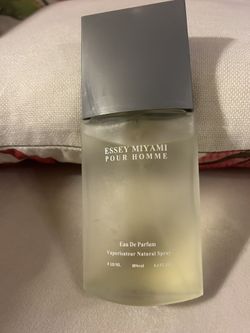 ESSEY MIYAMI
POUR HOMME
Eau De Parfum
Vaporisateur Natural Spray